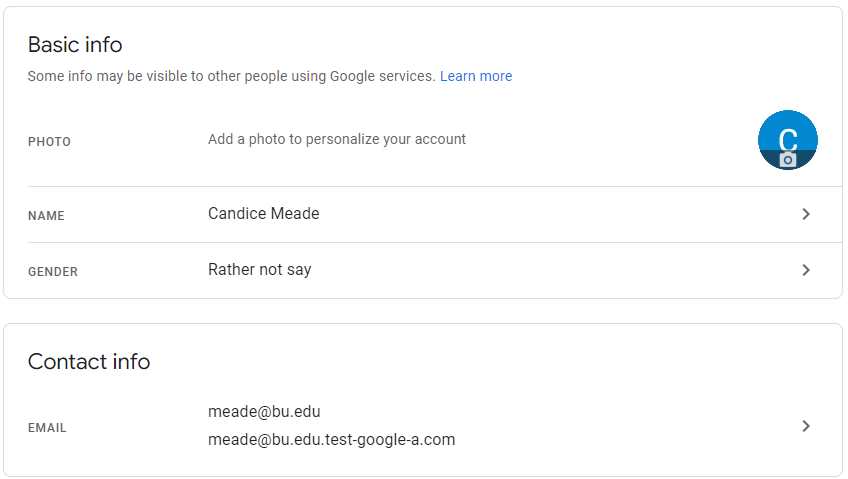 Basic info
Some info may be visible to other people using Google services. Learn more
PHOTO
Add a photo to personalize your account
C
NAME
Candice Meade
GENDER
Rather not say
Contact info
EMAIL
meade@bu.edu
meade@bu.edu.test-google-a.com